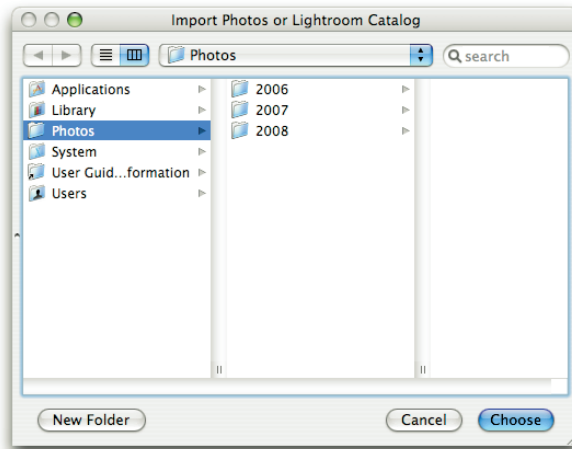 Import Photos or Lightroom Catalog
Photos
search
Applications
Library
Photos
System
User Guid...formation
Users
2006
2007
2008
New Folder
Cancel
Choose